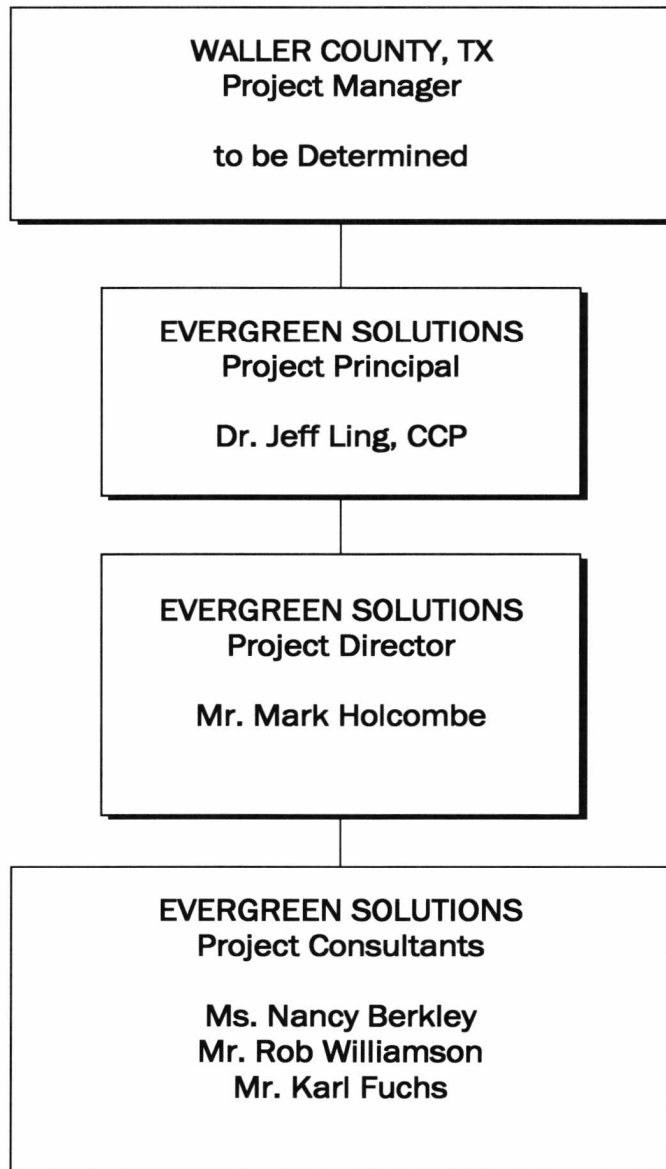 WALLER COUNTY, TX
Project Manager
to be Determined
EVERGREEN SOLUTIONS
Project Principal
Dr. Jeff Ling, CCP
EVERGREEN SOLUTIONS
Project Director
Mr. Mark Holcombe
EVERGREEN SOLUTIONS
Project Consultants
Ms. Nancy Berkley
Mr. Rob Williamson
Mr. Karl Fuchs